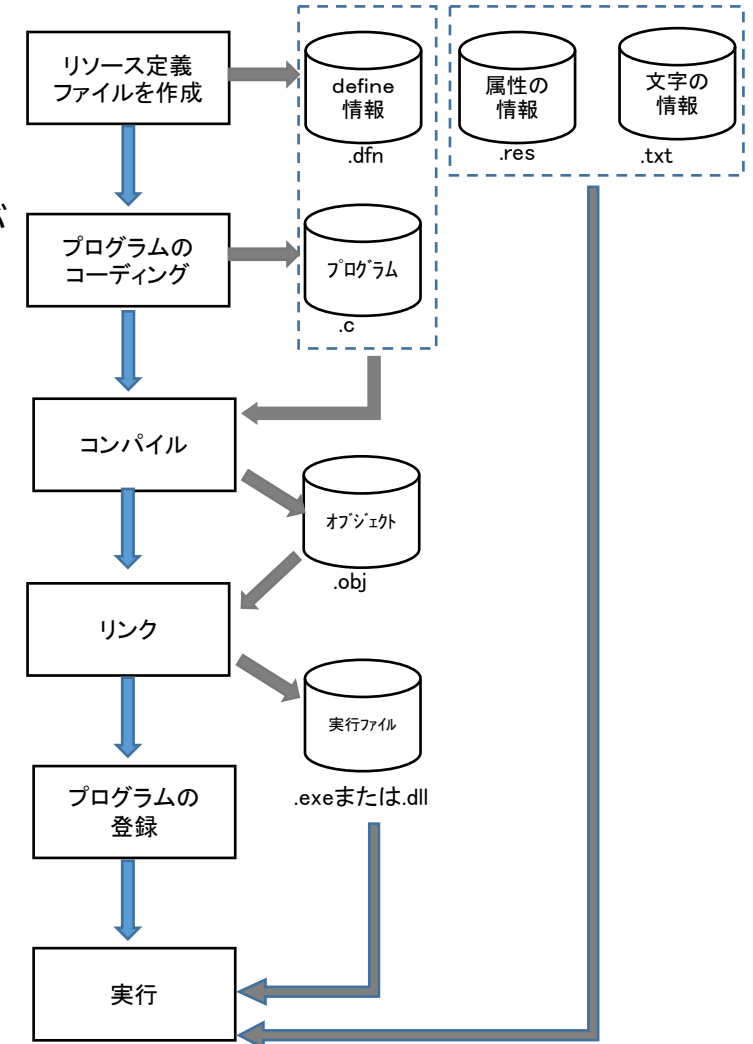 リソース定義
ファイルを作成
define
情報
.dfn
属性の
情報
.res
文字の
情報
.txt
プログラムの
コーディング
ﾌﾟﾛｸﾞﾗﾑ
.c
コンパイル
ｵﾌﾞｼﾞｪｸﾄ
.obj
リンク
実行ﾌｧｲﾙ
.exeまたは.dll
プログラムの
登録
実行